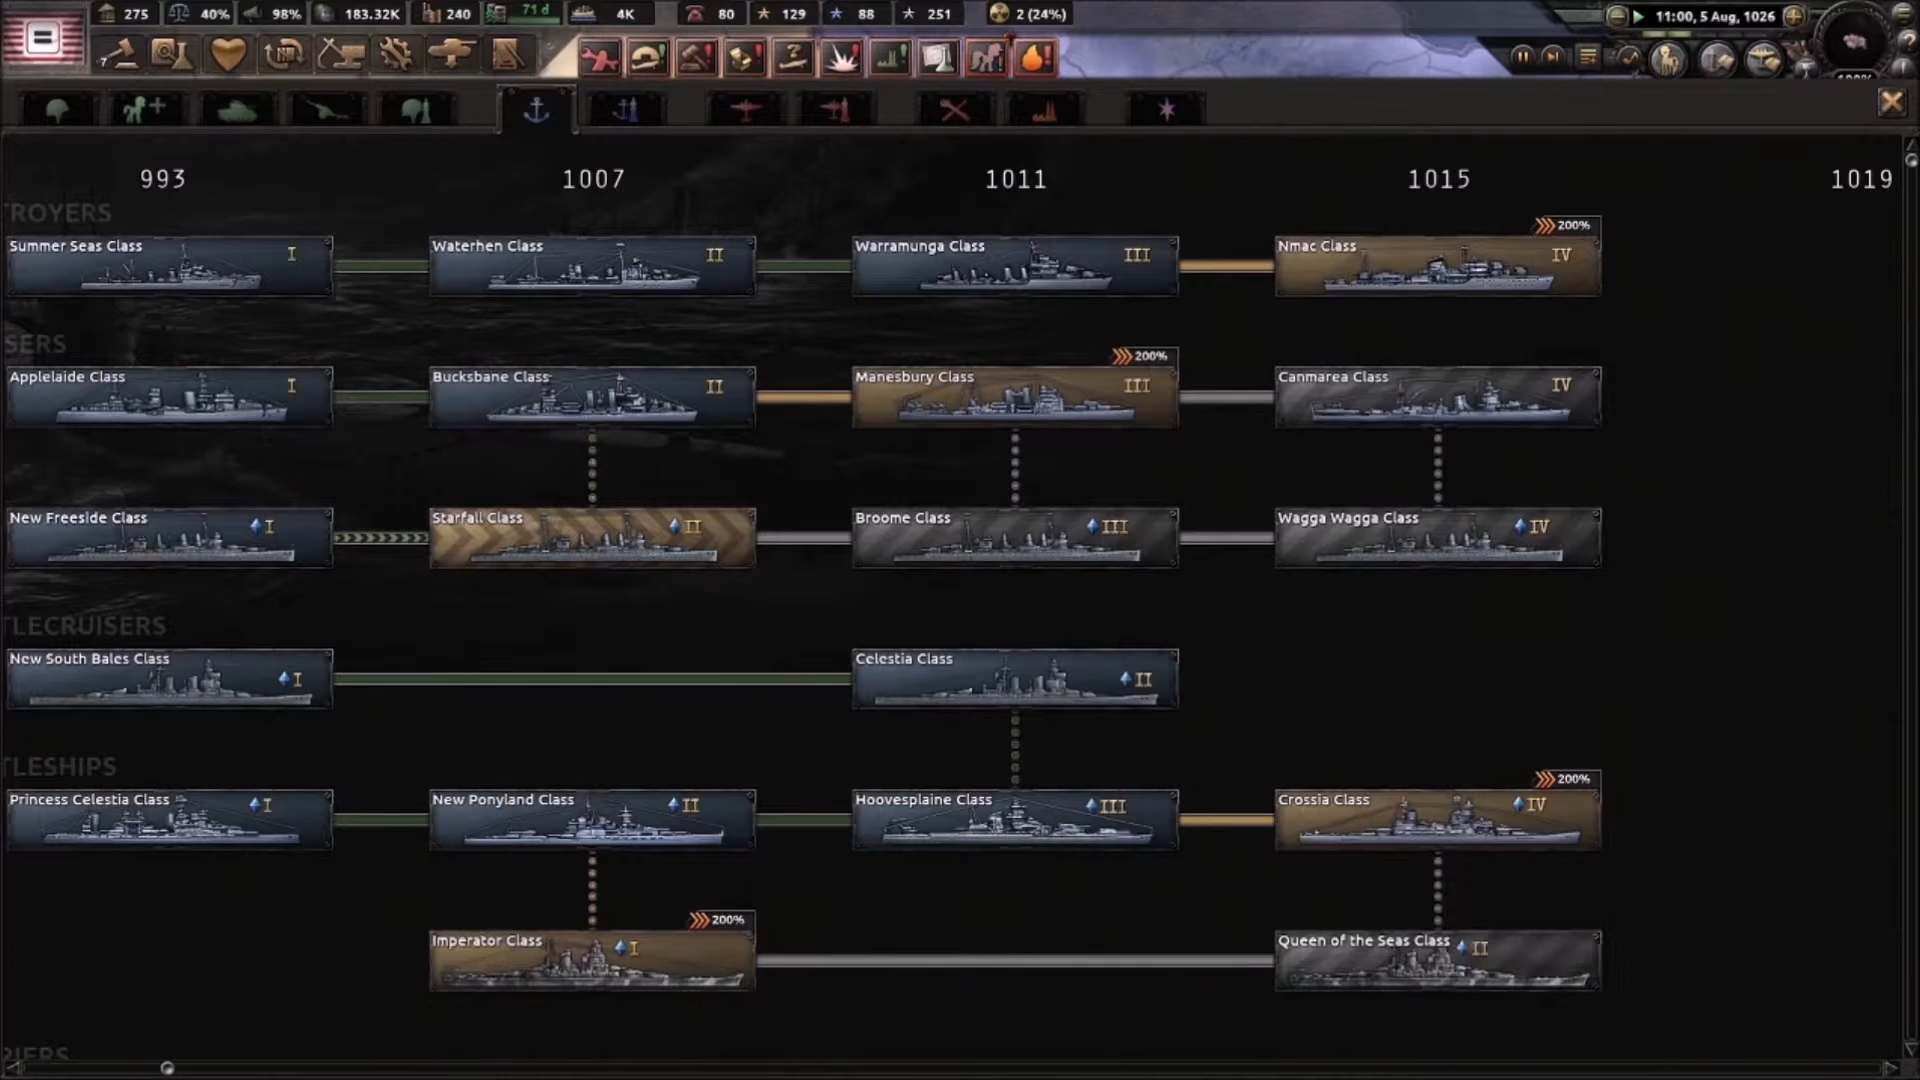 275 40% 98% 183.32K 240 71 d 4K 80 129 88 251 2 (24%) 11:00, 5 Aug, 1026
993 1007 1011 1015 1019
TROYERS
200%
Summer Seas Class I Waterhen Class II Warramunga Class III Nmac Class IV
SERS
200%
Applelaide Class I Bucksbane Class II Manesbury Class III Canmarea Class IV
New Freeside Class I Starfall Class II Broome Class III Wagga Wagga Class IV
TLECRUISERS
New South Bales Class I Celestia Class II
TLESHIPS
200%
Princess Celestia Class I New Ponyland Class II Hoovesplaine Class III Crossia Class IV
200%
Imperator Class I Queen of the Seas Class II
RIERS